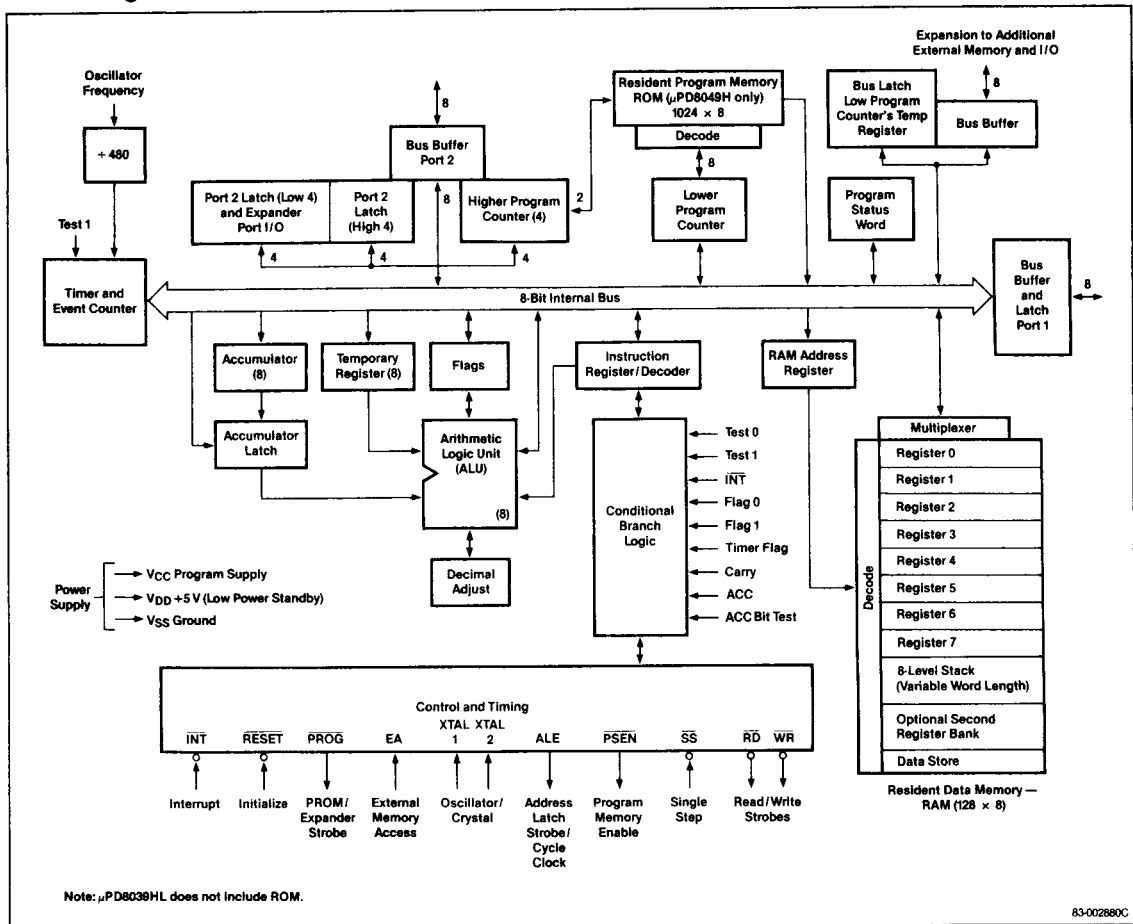 Expansion to Additional
External Memory and I/O
Oscillator
Frequency
8
8
÷ 480
Bus Buffer
Port 2
Resident Program Memory
ROM (μPD8049H only)
1024 × 8
Decode
Bus Latch
Low Program
Counter's Temp
Register
Bus Buffer
8
Test 1
Port 2 Latch (Low 4)
and Expander
Port I/O
Port 2
Latch
(High 4)
8
Higher Program
Counter (4)
2
Lower
Program
Counter
Program
Status
Word
4
4
4
Timer and
Event Counter
8-Bit Internal Bus
Bus
Buffer
and
Latch
Port 1
8
Accumulator
(8)
Temporary
Register (8)
Flags
Instruction
Register/Decoder
RAM Address
Register
Accumulator
Latch
Arithmetic
Logic Unit
(ALU)
(8)
Decimal
Adjust
Conditional
Branch
Logic
Test 0
Test 1
INT
Flag 0
Flag 1
Timer Flag
Carry
ACC
ACC Bit Test
Multiplexer
Decode
Register 0
Register 1
Register 2
Register 3
Register 4
Register 5
Register 6
Register 7
8-Level Stack
(Variable Word Length)
Optional Second
Register Bank
Data Store
Resident Data Memory —
RAM (128 × 8)
Power
Supply
VCC Program Supply
VDD +5 V (Low Power Standby)
VSS Ground
Control and Timing
XTAL XTAL
INT RESET PROG EA 1 2 ALE PSEN SS RD WR
Interrupt
Initialize
PROM/
Expander
Strobe
External
Memory
Access
Oscillator/
Crystal
Address
Latch
Strobe/
Cycle
Clock
Program
Memory
Enable
Single
Step
Read/Write
Strobes
Note: μPD8039HL does not include ROM.
83-002880C